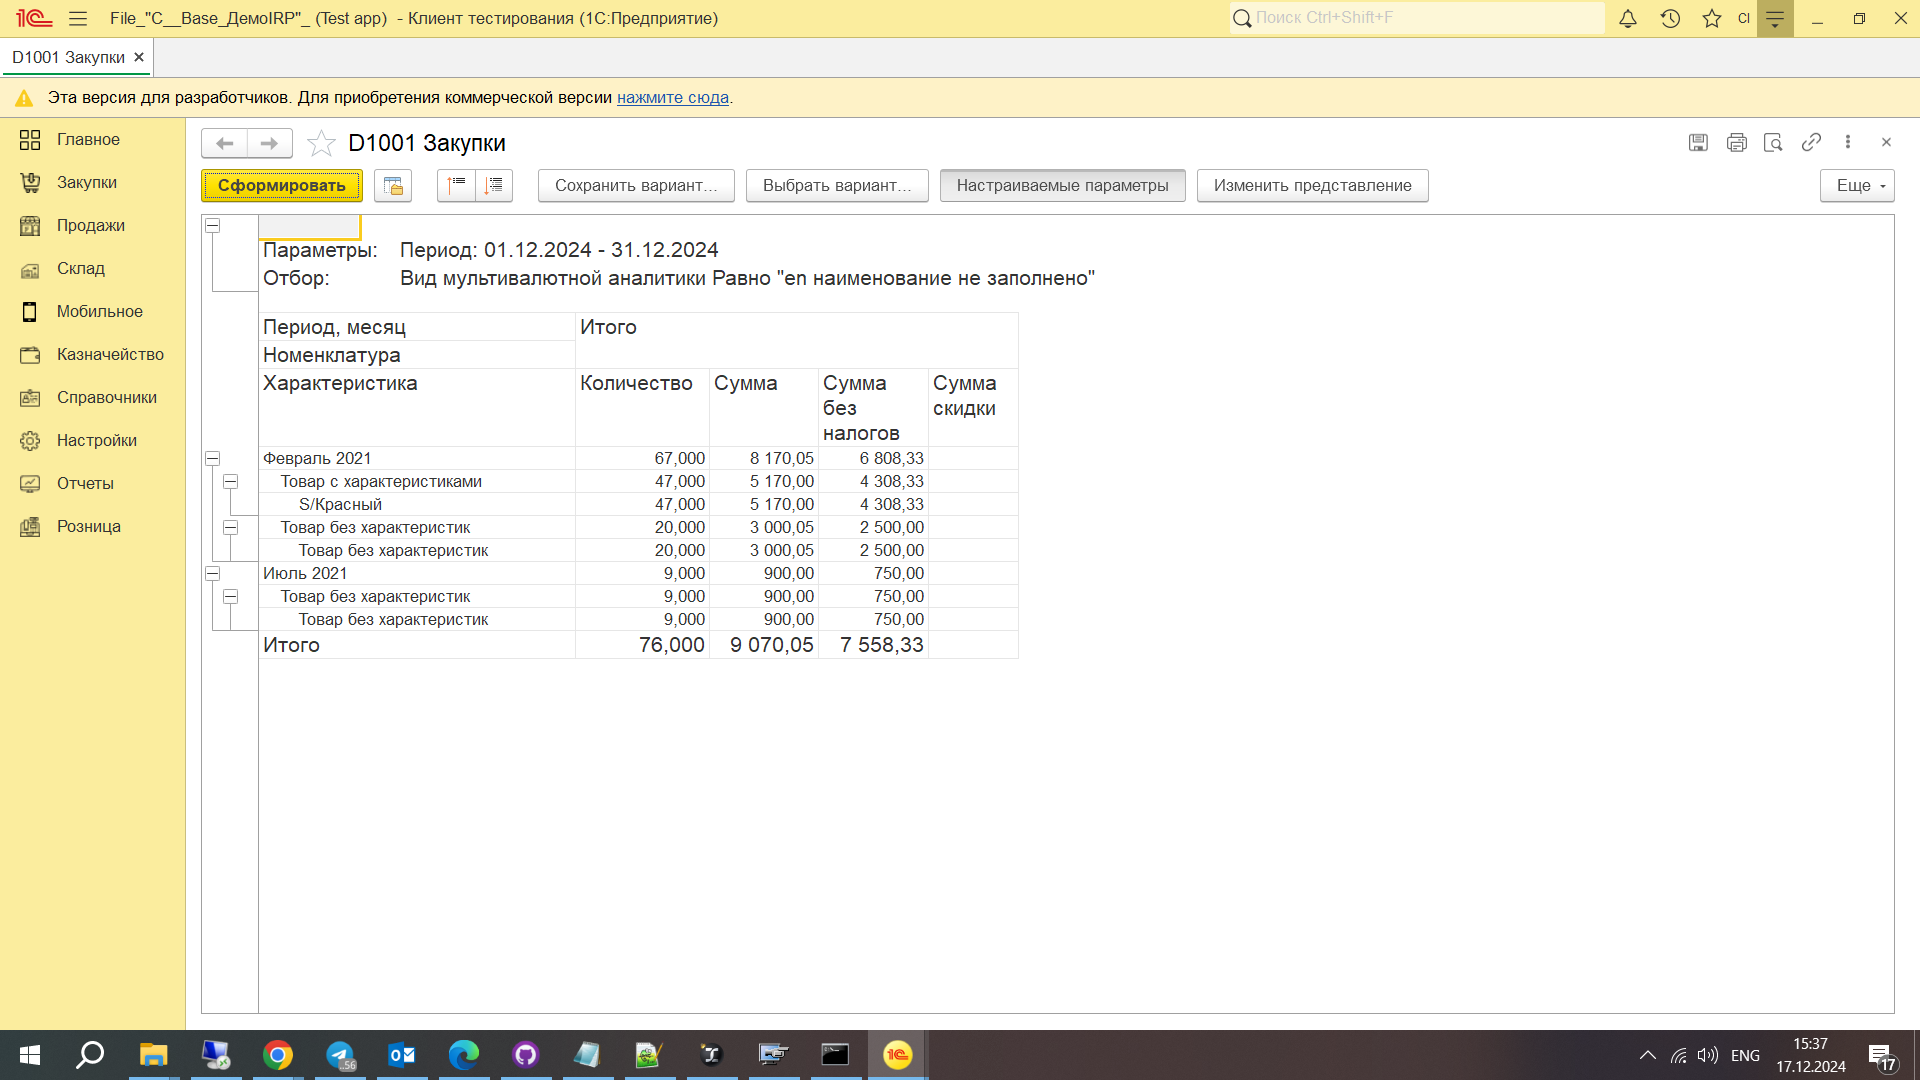 File_"C__Base_ДемоIRP"_ (Test app) - Клиент тестирования (1С:Предприятие)
Поиск Ctrl+Shift+F
CI
D1001 Закупки
Эта версия для разработчиков. Для приобретения коммерческой версии нажмите сюда.
Главное
Закупки
Продажи
Склад
Мобильное
Казначейство
Справочники
Настройки
Отчеты
Розница
D1001 Закупки
Сформировать
Сохранить вариант...
Выбрать вариант...
Настраиваемые параметры
Изменить представление
Еще
Параметры: Период: 01.12.2024 - 31.12.2024
Отбор: Вид мультивалютной аналитики Равно "en наименование не заполнено"
Период, месяц Итого
Номенклатура
Характеристика Количество Сумма Сумма без налогов Сумма скидки
Февраль 2021 67,000 8 170,05 6 808,33
Товар с характеристиками 47,000 5 170,00 4 308,33
S/Красный 47,000 5 170,00 4 308,33
Товар без характеристик 20,000 3 000,05 2 500,00
Товар без характеристик 20,000 3 000,05 2 500,00
Июль 2021 9,000 900,00 750,00
Товар без характеристик 9,000 900,00 750,00
Товар без характеристик 9,000 900,00 750,00
Итого 76,000 9 070,05 7 558,33
.56
ENG
15:37
17.12.2024
17